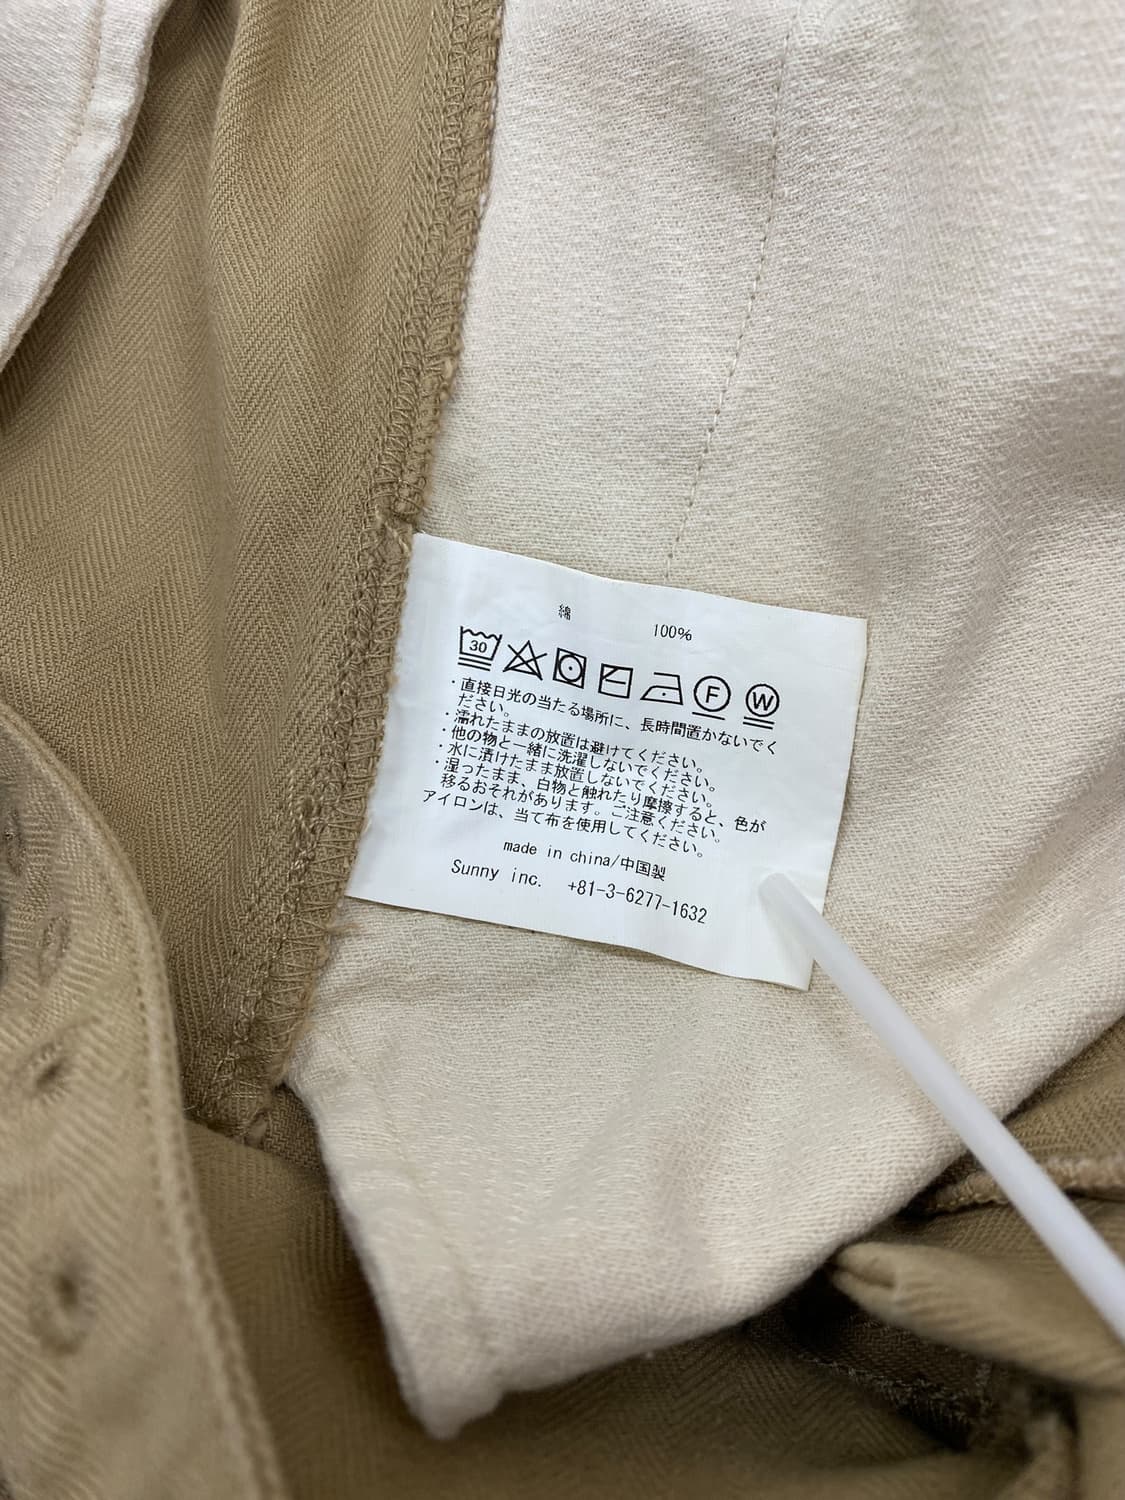 綿 100%
30 F W
・直接日光の当たる場所に、長時間置かないでく
ださい。
・濡れたままの放置は避けてください。
・他の物と一緒に洗濯しないでください。
・水に漬けたまま放置しないでください。
・湿ったまま、白物と触れたり摩擦すると、色が
移るおそれがあります。ご注意ください。
アイロンは、当て布を使用してください。
made in china/中国製
Sunny inc. +81-3-6277-1632